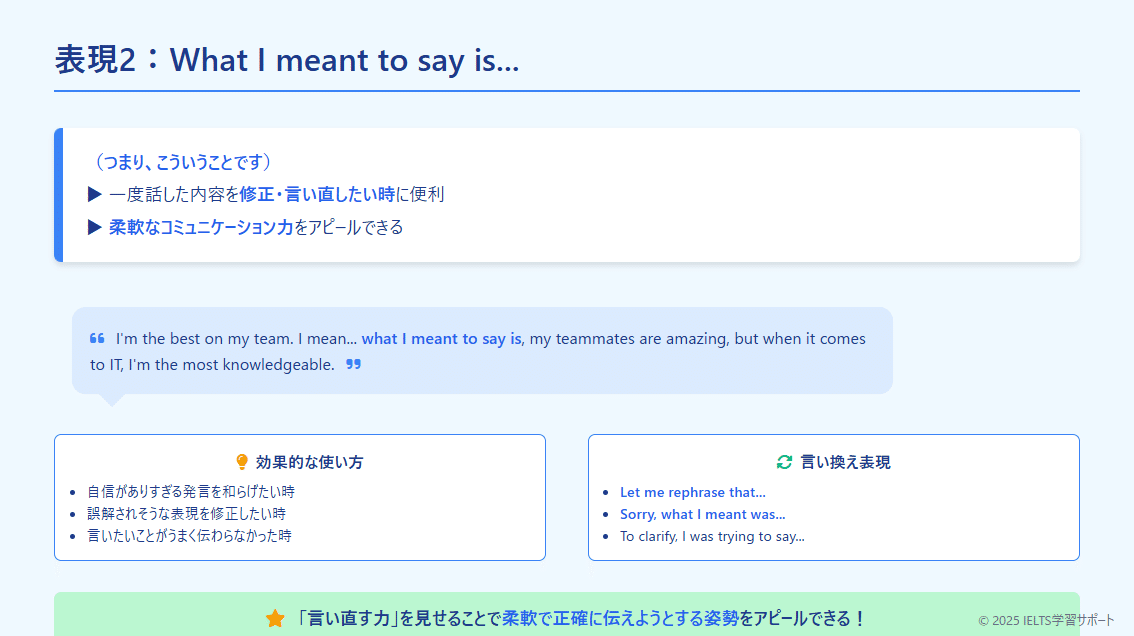 表現2：What I meant to say is...
（つまり、こういうことです）
▶ 一度話した内容を修正・言い直したい時に便利
▶ 柔軟なコミュニケーション力をアピールできる
❝ I'm the best on my team. I mean... what I meant to say is, my teammates are amazing, but when it comes
to IT, I'm the most knowledgeable. ❞
効果的な使い方
• 自信がありすぎる発言を和らげたい時
• 誤解されそうな表現を修正したい時
• 言いたいことがうまく伝わらなかった時
言い換え表現
• Let me rephrase that...
• Sorry, what I meant was...
• To clarify, I was trying to say...
「言い直す力」を見せることで柔軟で正確に伝えようとする姿勢をアピールできる！
© 2025 IELTS学習サポート